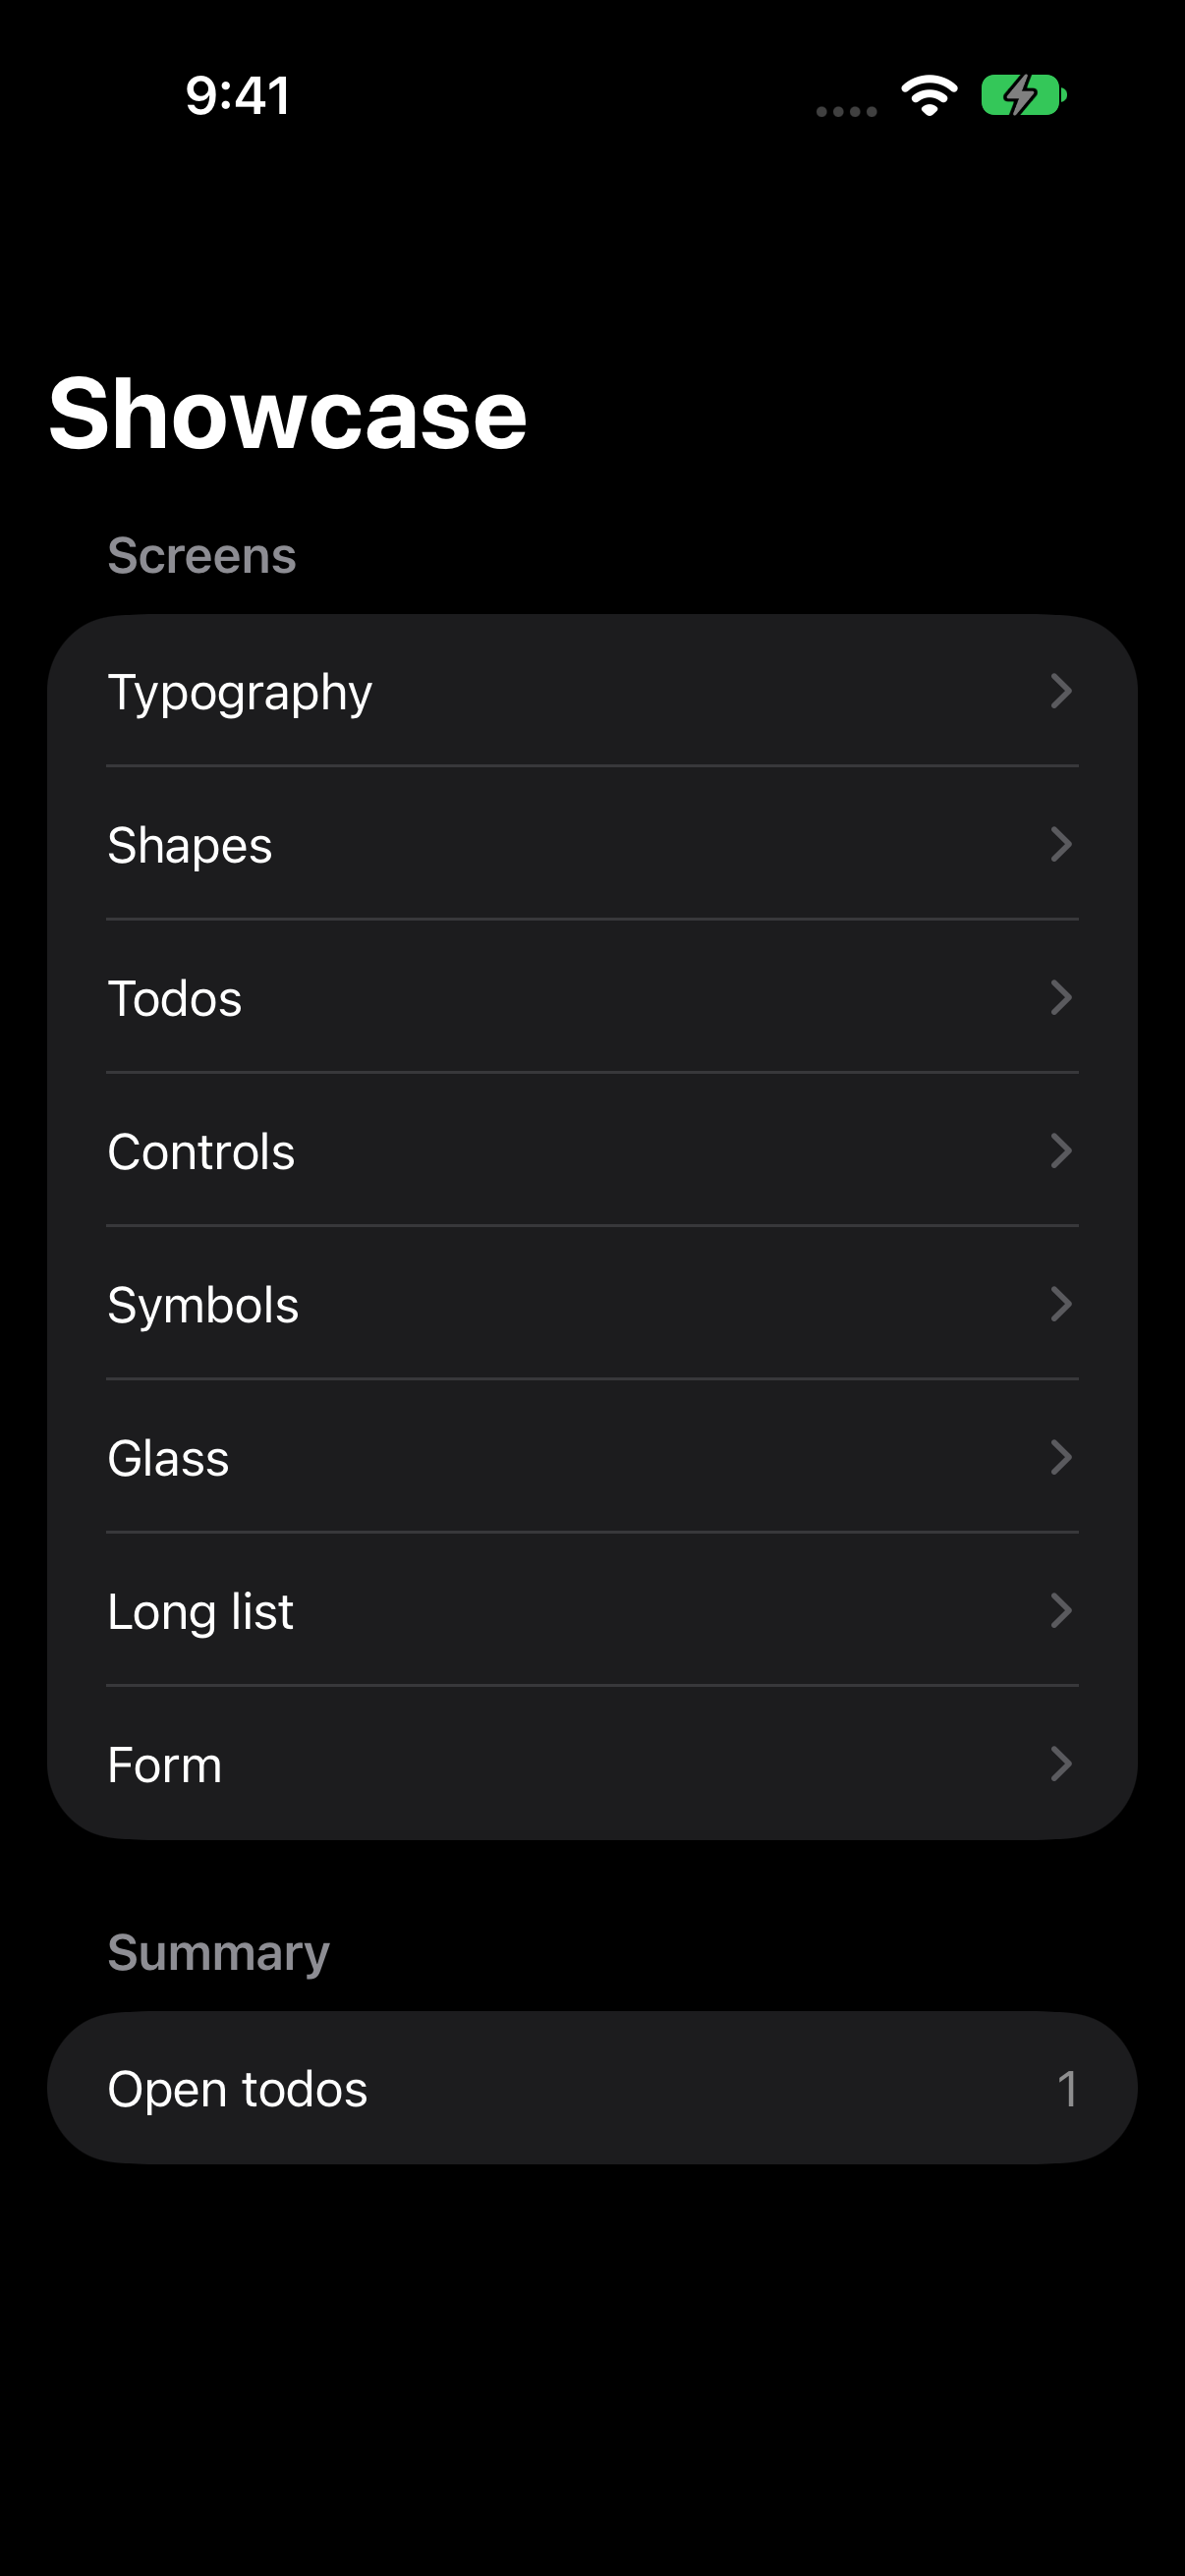 9:41
Showcase
Screens
Typography
Shapes
Todos
Controls
Symbols
Glass
Long list
Form
Summary
Open todos 1